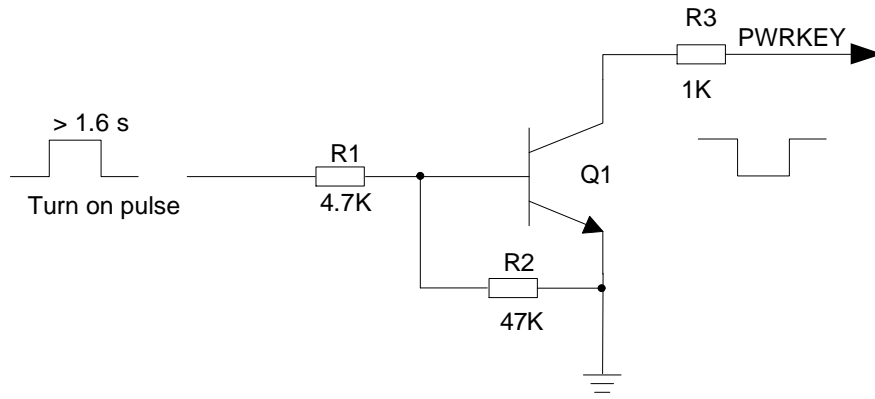 R3
PWRKEY
1K
> 1.6 s
R1
Q1
4.7K
Turn on pulse
R2
47K